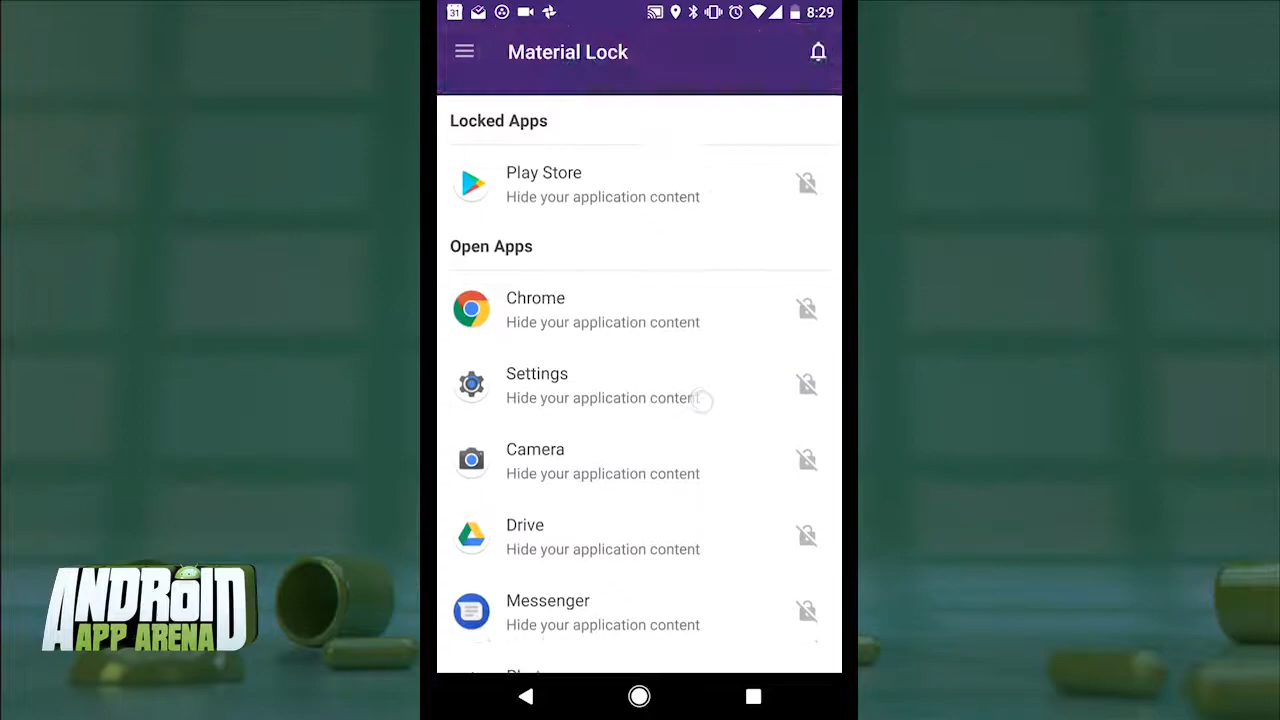 31
8:29
Material Lock
Locked Apps
Play Store
Hide your application content
Open Apps
Chrome
Hide your application content
Settings
Hide your application content
Camera
Hide your application content
Drive
Hide your application content
Messenger
Hide your application content
ANDROID
APP ARENA